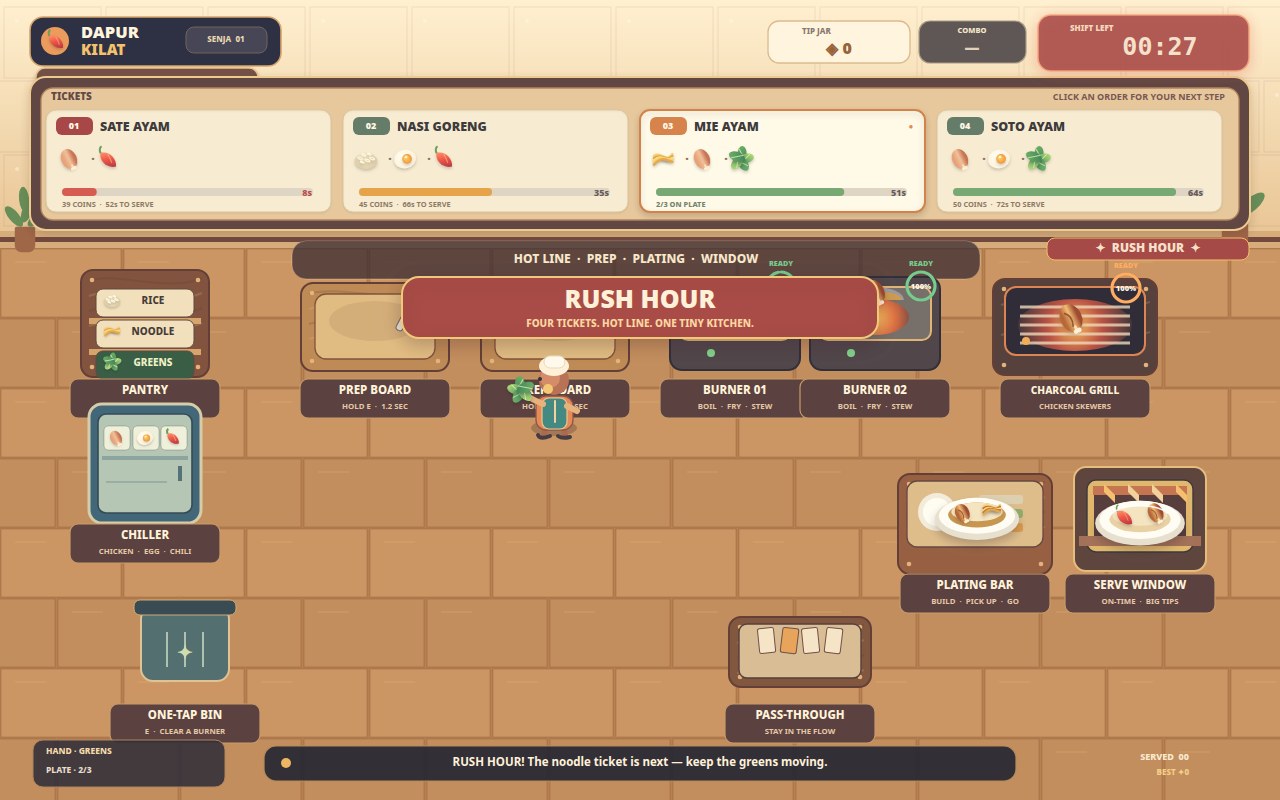 DAPUR
KILAT
SENJA 01
TIP JAR
◈ 0
COMBO
—
SHIFT LEFT
00:27
TICKETS
CLICK AN ORDER FOR YOUR NEXT STEP
01 SATE AYAM
8s
39 COINS · 52s TO SERVE
02 NASI GORENG
35s
45 COINS · 66s TO SERVE
03 MIE AYAM
51s
2/3 ON PLATE
04 SOTO AYAM
64s
50 COINS · 72s TO SERVE
✦ RUSH HOUR ✦
HOT LINE · PREP · PLATING · WINDOW
READY
READY
100%
READY
100%
RUSH HOUR
FOUR TICKETS. HOT LINE. ONE TINY KITCHEN.
RICE
NOODLE
GREENS
PANTRY
PREP BOARD
HOLD E · 1.2 SEC
BURNER 01
BOIL · FRY · STEW
BURNER 02
BOIL · FRY · STEW
CHARCOAL GRILL
CHICKEN SKEWERS
CHILLER
CHICKEN · EGG · CHILI
PLATING BAR
BUILD · PICK UP · GO
SERVE WINDOW
ON-TIME · BIG TIPS
ONE-TAP BIN
E · CLEAR A BURNER
PASS-THROUGH
STAY IN THE FLOW
HAND · GREENS
PLATE · 2/3
RUSH HOUR! The noodle ticket is next — keep the greens moving.
SERVED 00
BEST ✦0